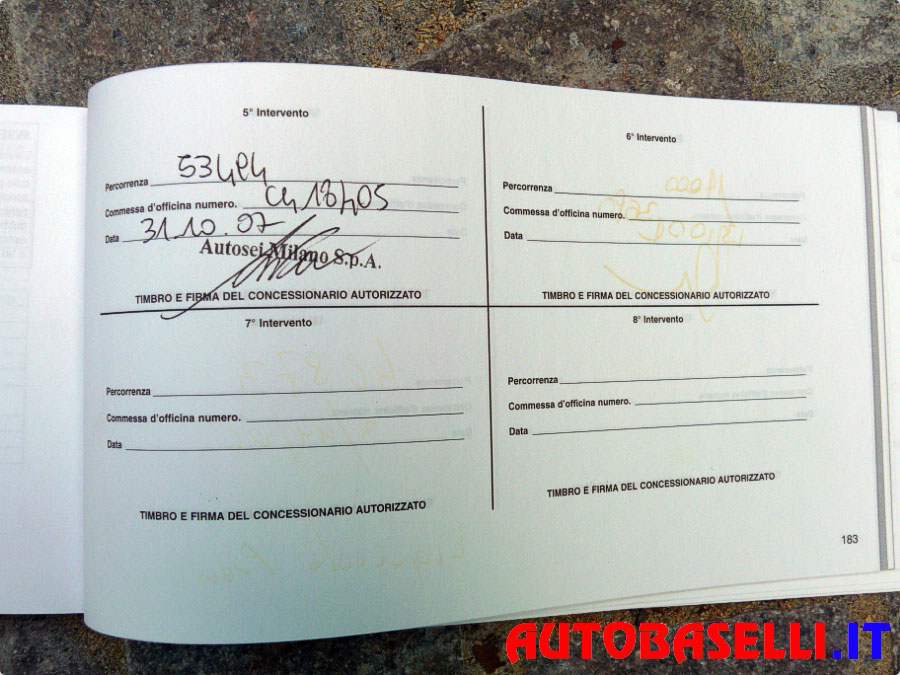 5° Intervento
Percorrenza 53494
Commessa d'officina numero.
Data 31.10.07
Autosei Milano S.p.A.
TIMBRO E FIRMA DEL CONCESSIONARIO AUTORIZZATO
6° Intervento
Percorrenza
Commessa d'officina numero.
Data
TIMBRO E FIRMA DEL CONCESSIONARIO AUTORIZZATO
7° Intervento
Percorrenza
Commessa d'officina numero.
Data
TIMBRO E FIRMA DEL CONCESSIONARIO AUTORIZZATO
8° Intervento
Percorrenza
Commessa d'officina numero.
Data
TIMBRO E FIRMA DEL CONCESSIONARIO AUTORIZZATO
183
AUTOBASELLI.IT